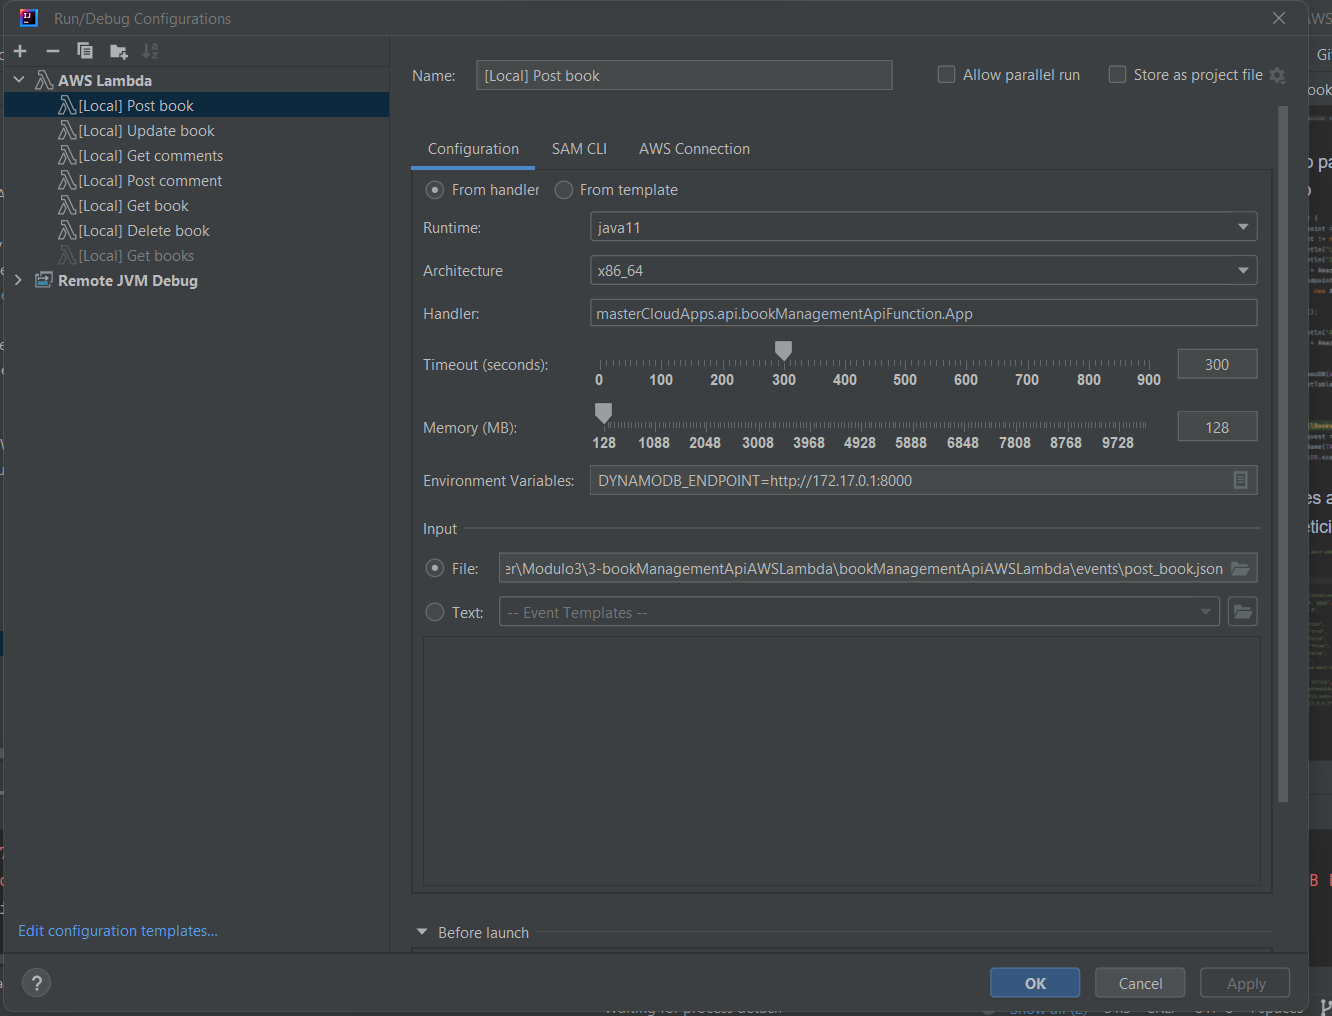 Run/Debug Configurations
AWS Lambda
[Local] Post book
[Local] Update book
[Local] Get comments
[Local] Post comment
[Local] Get book
[Local] Delete book
[Local] Get books
Remote JVM Debug
Edit configuration templates...
Name: [Local] Post book
Allow parallel run
Store as project file
Configuration SAM CLI AWS Connection
From handler From template
Runtime: java11
Architecture x86_64
Handler: masterCloudApps.api.bookManagementApiFunction.App
Timeout (seconds): 300
0 100 200 300 400 500 600 700 800 900
Memory (MB): 128
128 1088 2048 3008 3968 4928 5888 6848 7808 8768 9728
Environment Variables: DYNAMODB_ENDPOINT=http://172.17.0.1:8000
Input
File: er\Modulo3\3-bookManagementApiAWSLambda\bookManagementApiAWSLambda\events\post_book.json
Text: -- Event Templates --
Before launch
? OK Cancel Apply